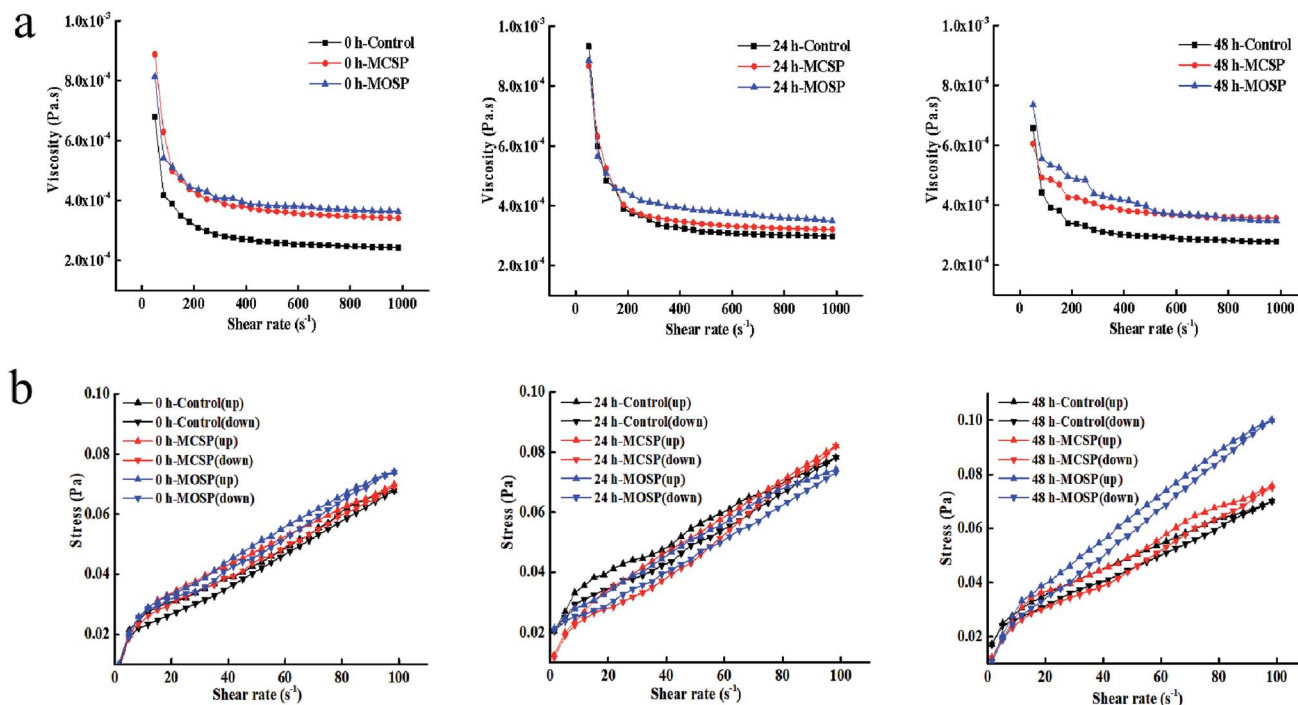 a
1.0x10⁻³
8.0x10⁻⁴
6.0x10⁻⁴
4.0x10⁻⁴
2.0x10⁻⁴
Viscosity (Pa.s)
0 h-Control
0 h-MCSP
0 h-MOSP
0 200 400 600 800 1000
Shear rate (s⁻¹)
1.0x10⁻³
8.0x10⁻⁴
6.0x10⁻⁴
4.0x10⁻⁴
2.0x10⁻⁴
Viscosity (Pa.s)
24 h-Control
24 h-MCSP
24 h-MOSP
0 200 400 600 800 1000
Shear rate (s⁻¹)
1.0x10⁻³
8.0x10⁻⁴
6.0x10⁻⁴
4.0x10⁻⁴
2.0x10⁻⁴
Viscosity (Pa.s)
48 h-Control
48 h-MCSP
48 h-MOSP
0 200 400 600 800 1000
Shear rate (s⁻¹)
b
0.10
0.08
0.06
0.04
0.02
Stress (Pa)
0 h-Control(up)
0 h-Control(down)
0 h-MCSP(up)
0 h-MCSP(down)
0 h-MOSP(up)
0 h-MOSP(down)
0 20 40 60 80 100
Shear rate (s⁻¹)
0.10
0.08
0.06
0.04
0.02
Stress (Pa)
24 h-Control(up)
24 h-Control(down)
24 h-MCSP(up)
24 h-MCSP(down)
24 h-MOSP(up)
24 h-MOSP(down)
0 20 40 60 80 100
Shear rate (s⁻¹)
0.10
0.08
0.06
0.04
0.02
Stress (Pa)
48 h-Control(up)
48 h-Control(down)
48 h-MCSP(up)
48 h-MCSP(down)
48 h-MOSP(up)
48 h-MOSP(down)
0 20 40 60 80 100
Shear rate (s⁻¹)